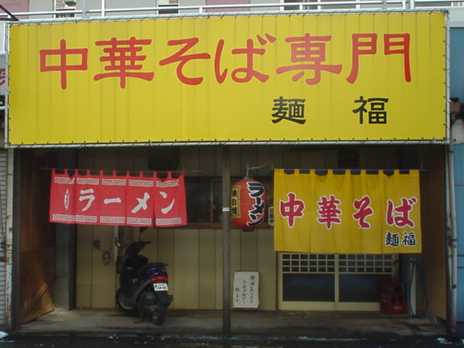 中華そば専門
麺 福
ラーメン
ラーメン
中華そば
麺福